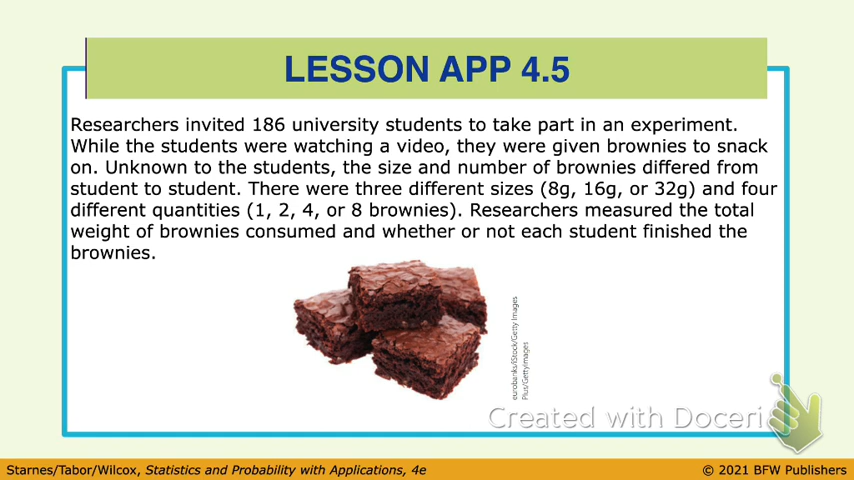 LESSON APP 4.5
Researchers invited 186 university students to take part in an experiment.
While the students were watching a video, they were given brownies to snack
on. Unknown to the students, the size and number of brownies differed from
student to student. There were three different sizes (8g, 16g, or 32g) and four
different quantities (1, 2, 4, or 8 brownies). Researchers measured the total
weight of brownies consumed and whether or not each student finished the
brownies.
eurobanks/iStock/Getty Images
Plus/GettyImages
Created with Doceri
Starnes/Tabor/Wilcox, Statistics and Probability with Applications, 4e
© 2021 BFW Publishers